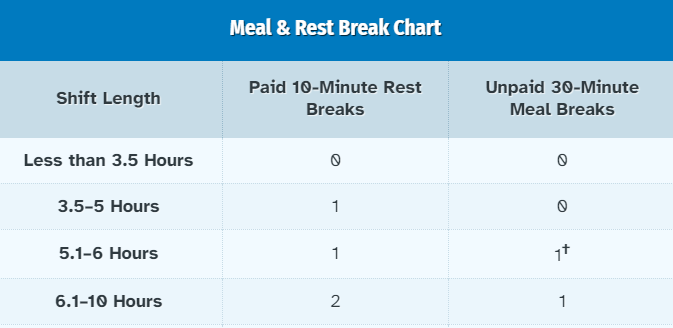 Meal & Rest Break Chart
Shift Length
Paid 10-Minute Rest
Breaks
Unpaid 30-Minute
Meal Breaks
Less than 3.5 Hours 0 0
3.5–5 Hours 1 0
5.1–6 Hours 1 1†
6.1–10 Hours 2 1